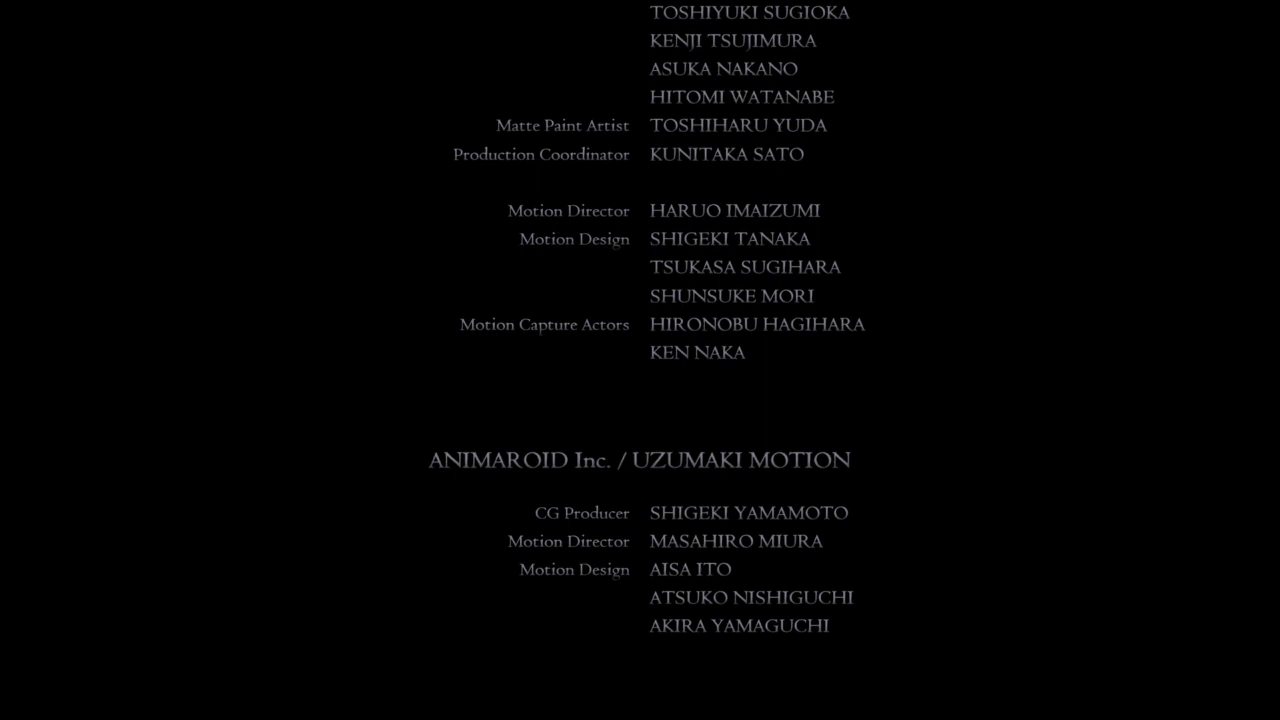 TOSHIYUKI SUGIOKA
KENJI TSUJIMURA
ASUKA NAKANO
HITOMI WATANABE
Matte Paint Artist TOSHIHARU YUDA
Production Coordinator KUNITAKA SATO
Motion Director HARUO IMAIZUMI
Motion Design SHIGEKI TANAKA
TSUKASA SUGIHARA
SHUNSUKE MORI
Motion Capture Actors HIRONOBU HAGIHARA
KEN NAKA
ANIMAROID Inc. / UZUMAKI MOTION
CG Producer SHIGEKI YAMAMOTO
Motion Director MASAHIRO MIURA
Motion Design AISA ITO
ATSUKO NISHIGUCHI
AKIRA YAMAGUCHI